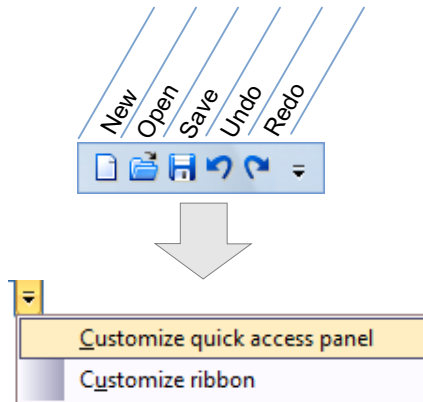 New
Open
Save
Undo
Redo
Customize quick access panel
Customize ribbon